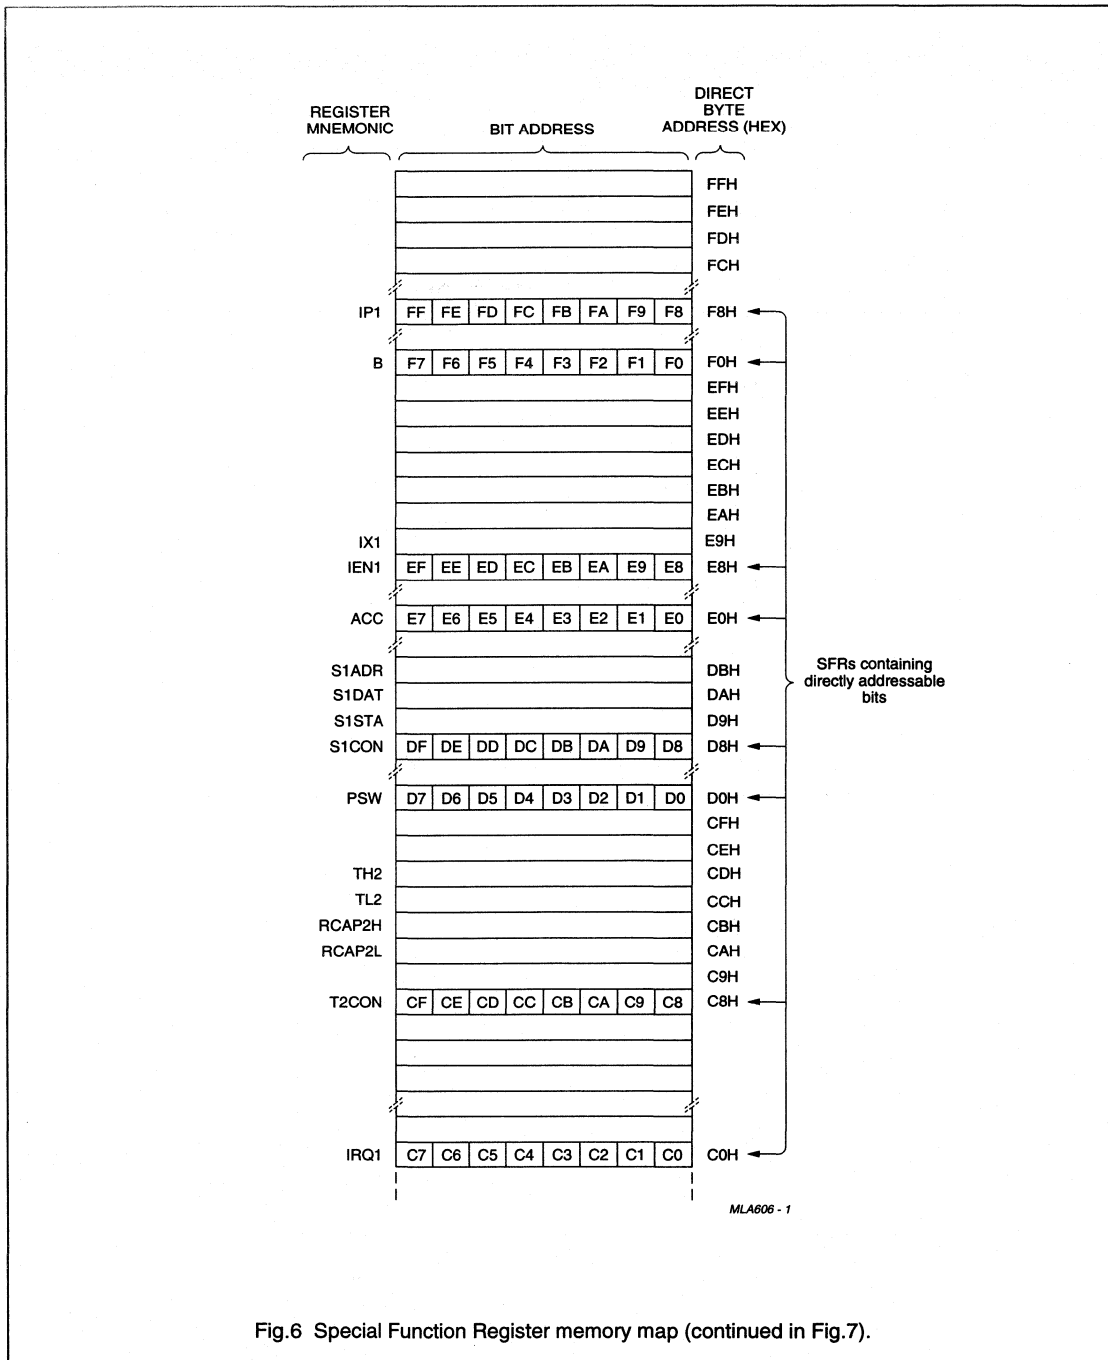 REGISTER
MNEMONIC
BIT ADDRESS
DIRECT
BYTE
ADDRESS (HEX)
FFH
FEH
FDH
FCH
IP1 FF FE FD FC FB FA F9 F8 F8H
B F7 F6 F5 F4 F3 F2 F1 F0 F0H
EFH
EEH
EDH
ECH
EBH
EAH
IX1 E9H
IEN1 EF EE ED EC EB EA E9 E8 E8H
ACC E7 E6 E5 E4 E3 E2 E1 E0 E0H
S1ADR DBH
S1DAT DAH
S1STA D9H
S1CON DF DE DD DC DB DA D9 D8 D8H
SFRs containing
directly addressable
bits
PSW D7 D6 D5 D4 D3 D2 D1 D0 D0H
CFH
CEH
TH2 CDH
TL2 CCH
RCAP2H CBH
RCAP2L CAH
C9H
T2CON CF CE CD CC CB CA C9 C8 C8H
IRQ1 C7 C6 C5 C4 C3 C2 C1 C0 C0H
MLA606 - 1
Fig.6 Special Function Register memory map (continued in Fig.7).